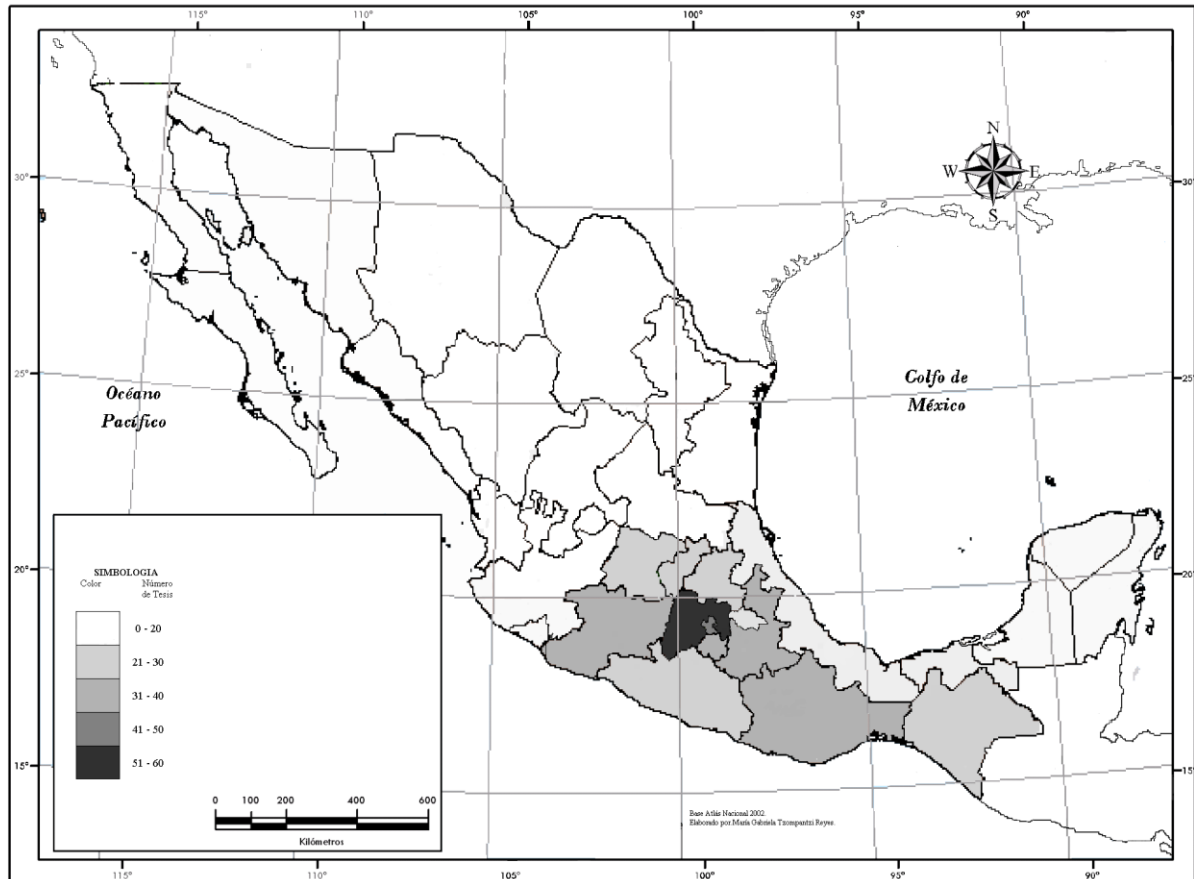 115° 110° 105° 100° 95° 90°
N
W E
S
30° 30°
25° 25°
Océano
Pacífico
Golfo de
México
20° 20°
15°
SIMBOLOGIA
Color Número
de Tesis
0 - 20
21 - 30
31 - 40
41 - 50
51 - 60
0 100 200 400 600
Kilómetros
Base Atlas Nacional 2002.
Elaborado por María Gabriela Tzompantzi Reyes.
115° 110° 105° 100° 95° 90°